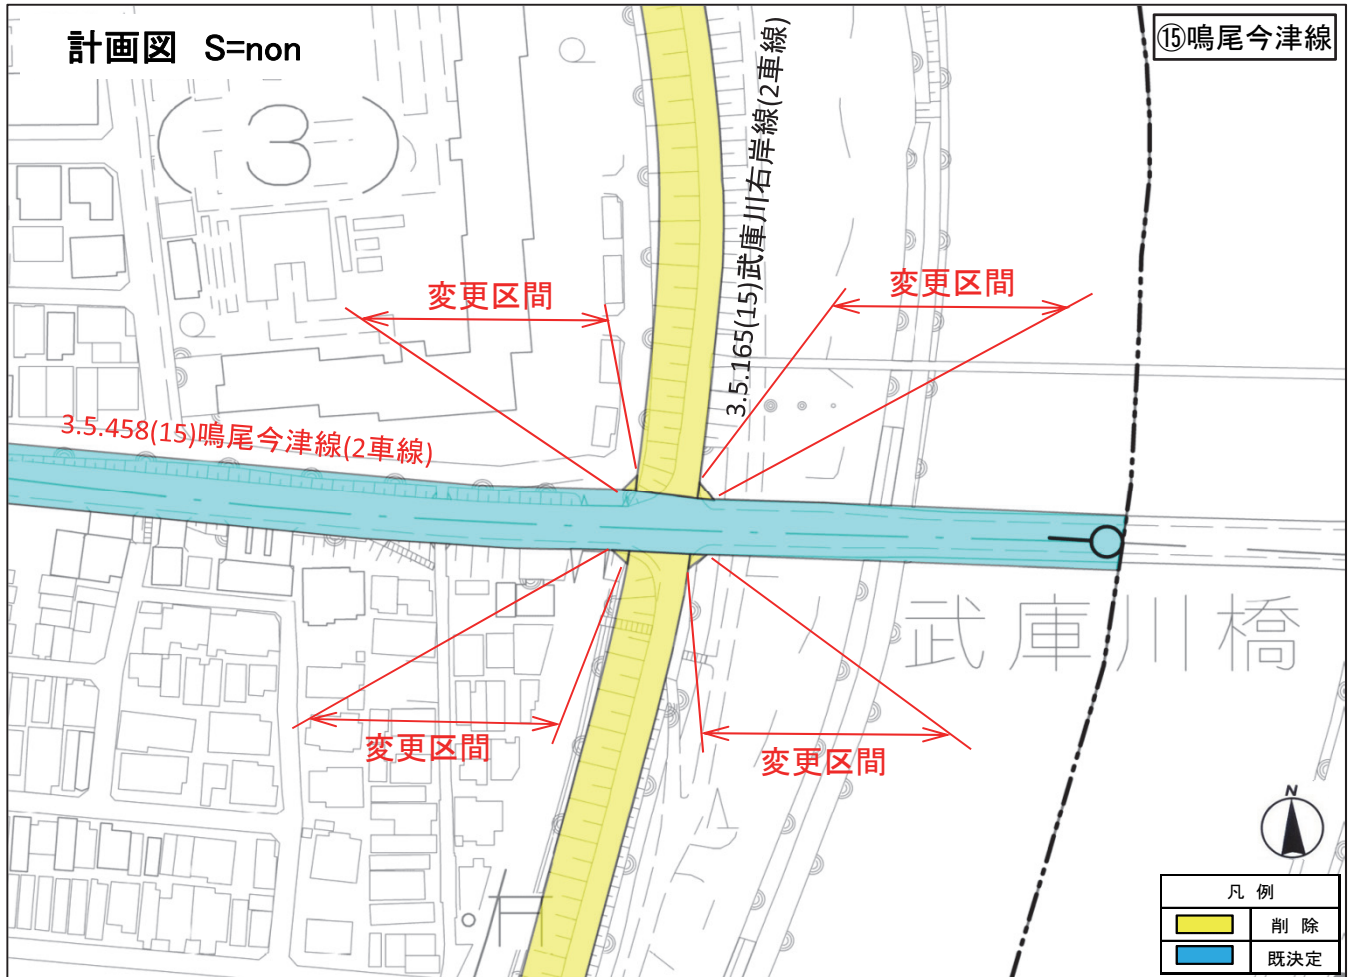 計画図 S=non
⑮鳴尾今津線
3
3.5.165(15)武庫川右岸線(2車線)
変更区間
変更区間
3.5.458(15)鳴尾今津線(2車線)
武庫川橋
変更区間
変更区間
N
凡 例
削 除
既決定